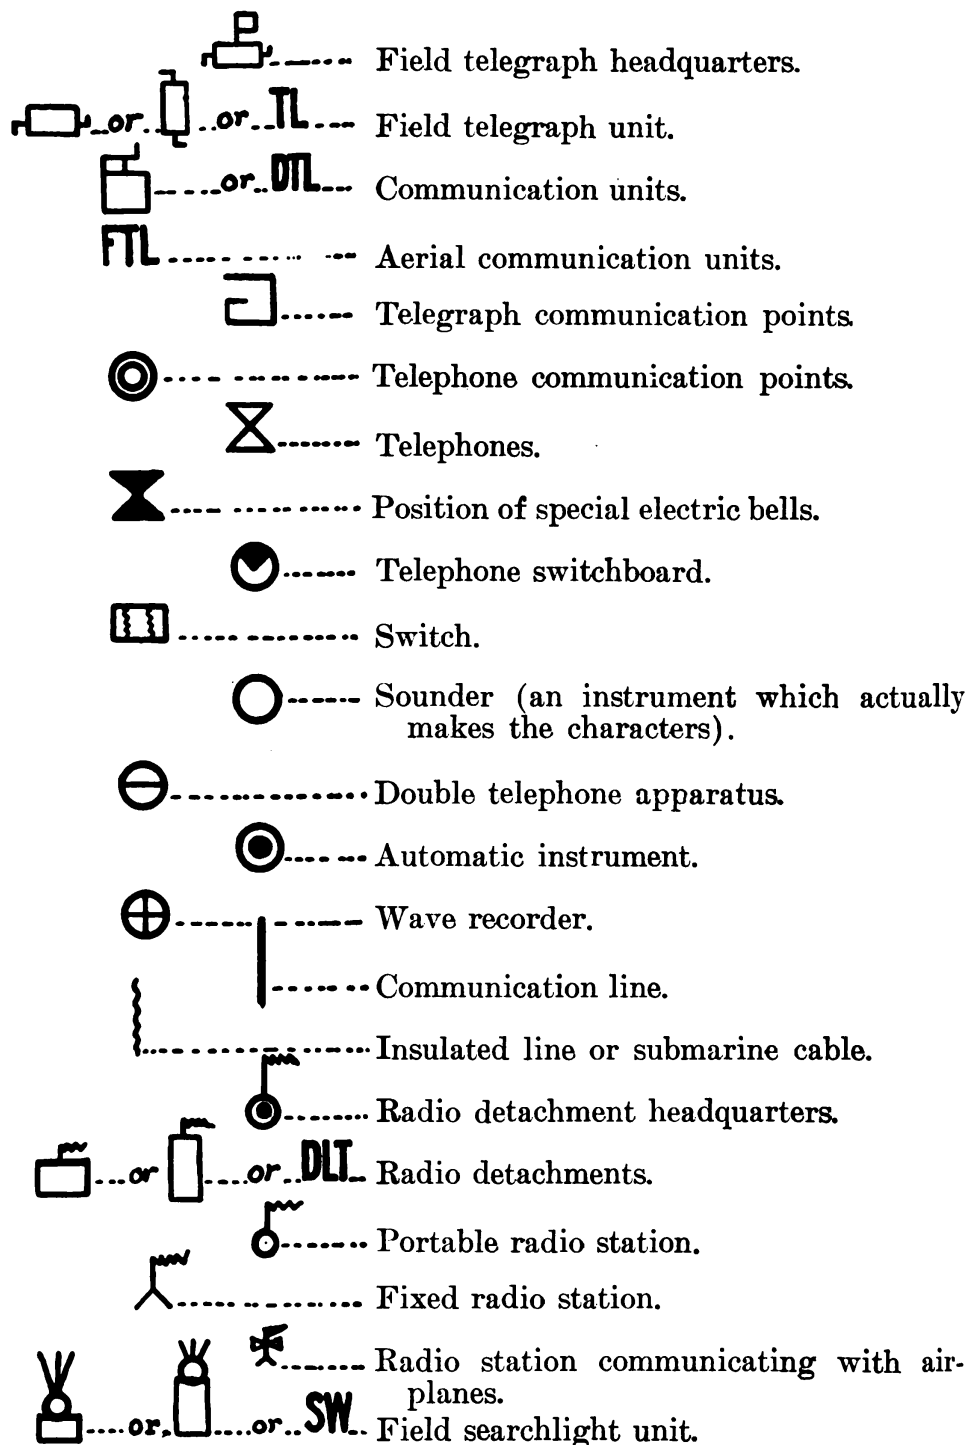 Field telegraph headquarters.
or or TL Field telegraph unit.
or DTL Communication units.
FTL Aerial communication units.
Telegraph communication points.
Telephone communication points.
Telephones.
Position of special electric bells.
Telephone switchboard.
Switch.
Sounder (an instrument which actually
makes the characters).
Double telephone apparatus.
Automatic instrument.
Wave recorder.
Communication line.
Insulated line or submarine cable.
Radio detachment headquarters.
or or DLT Radio detachments.
Portable radio station.
Fixed radio station.
Radio station communicating with air-
planes.
or or SW Field searchlight unit.